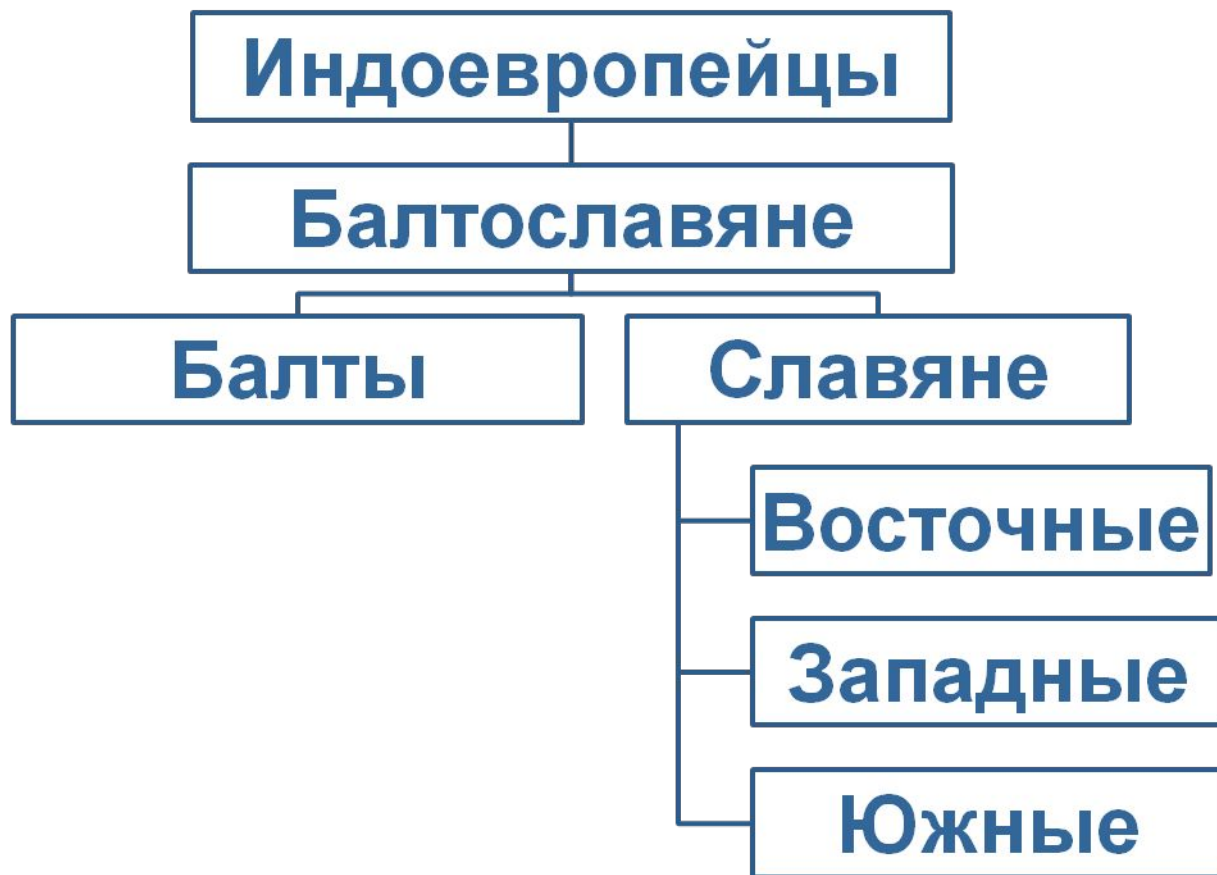 Индоевропейцы
Балтославяне
Балты
Славяне
Восточные
Западные
Южные